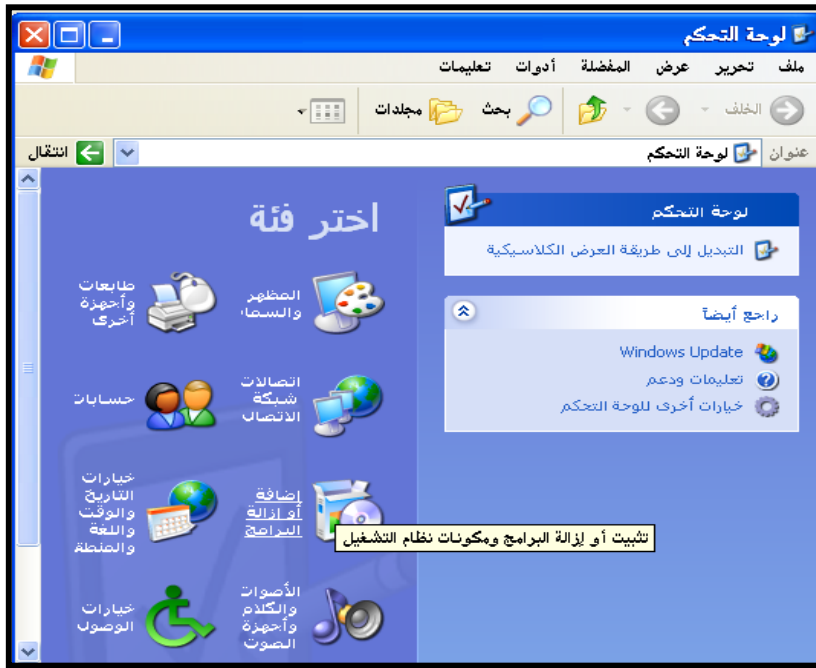 لوحة التحكم
ملف تحرير عرض المفضلة أدوات تعليمات
الخلف بحث مجلدات
عنوان لوحة التحكم انتقال
لوحة التحكم
التبديل إلى طريقة العرض الكلاسيكية
راجع أيضاً
Windows Update
تعليمات ودعم
خيارات أخرى للوحة التحكم
اختر فئة
المظهر
والسمات
طابعات
وأجهزة
أخرى
اتصالات
شبكة
الاتصال
حسابات
إضافة
أو إزالة
البرامج
خيارات
التاريخ
والوقت
واللغة
والمنطقة
تثبيت أو إزالة البرامج ومكونات نظام التشغيل
الأصوات
والكلام
وأجهزة
الصوت
خيارات
الوصول